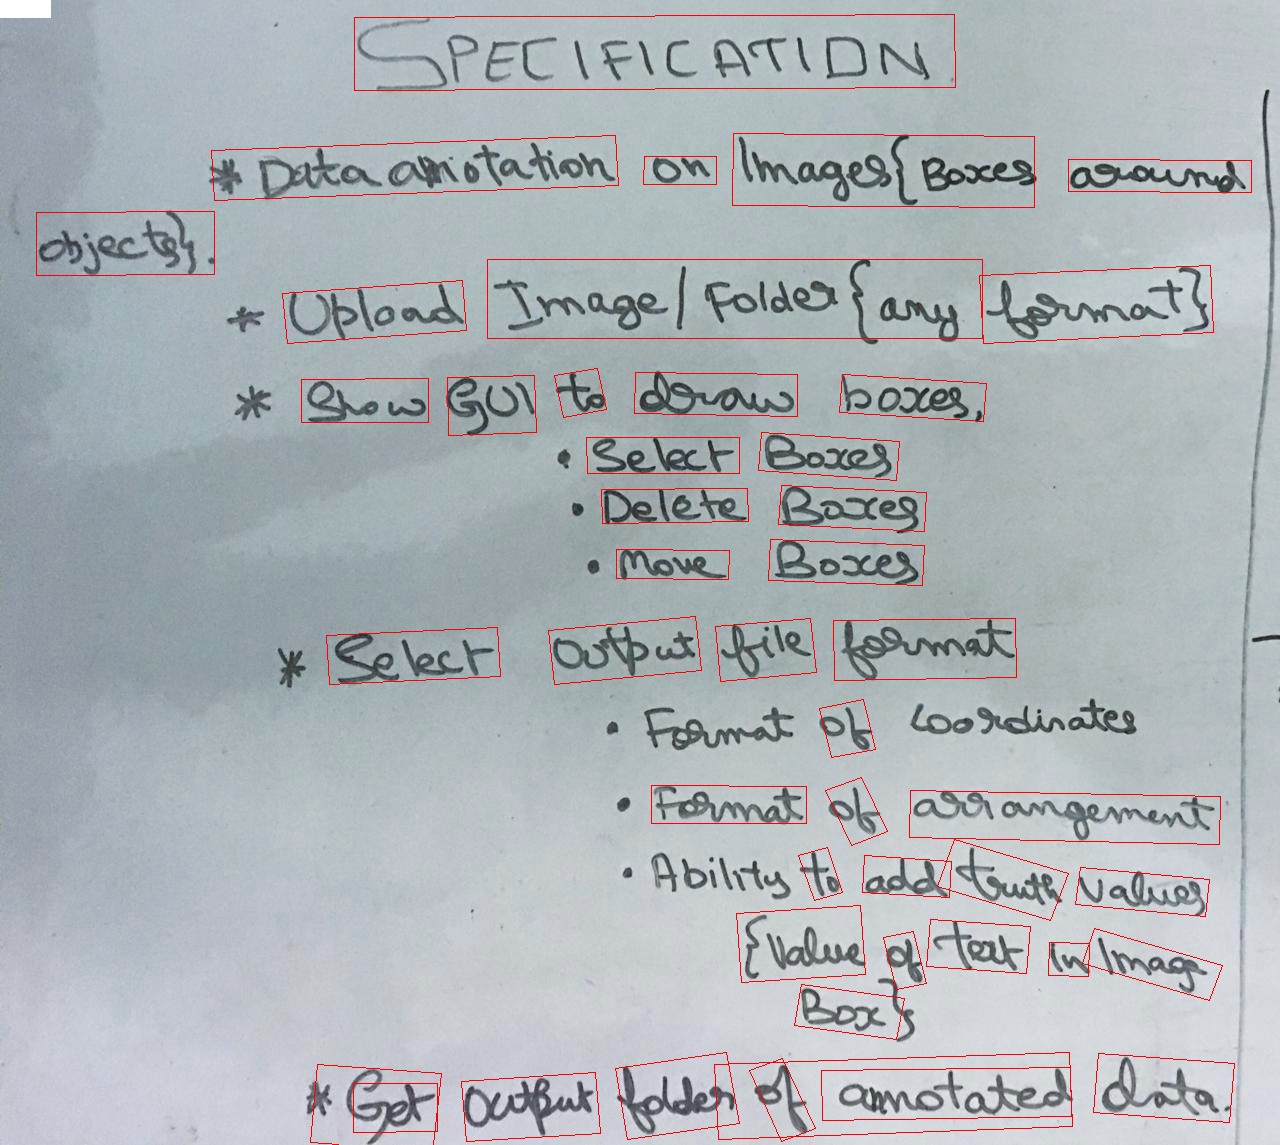 SPECIFICATION.
* Data annotation on Images{Boxes around
objects}.
* Upload Image/Folder{any format}
* Show GUI to draw boxes,
• Select Boxes
• Delete Boxes
• Move Boxes
* Select Output file format
• Format of coordinates
• Format of arrangement
• Ability to add truth values
{Value of text in Image
Box}
* Get output folder of annotated data.